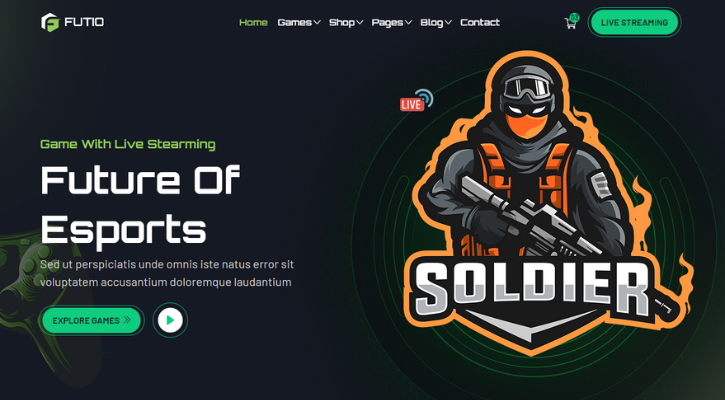 FUTIO
Home Games Shop Pages Blog Contact
LIVE STREAMING
LIVE
Game With Live Stearming
Future Of
Esports
Sed ut perspiciatis unde omnis iste natus error sit
voluptatem accusantium doloremque laudantium
EXPLORE GAMES
SOLDIER